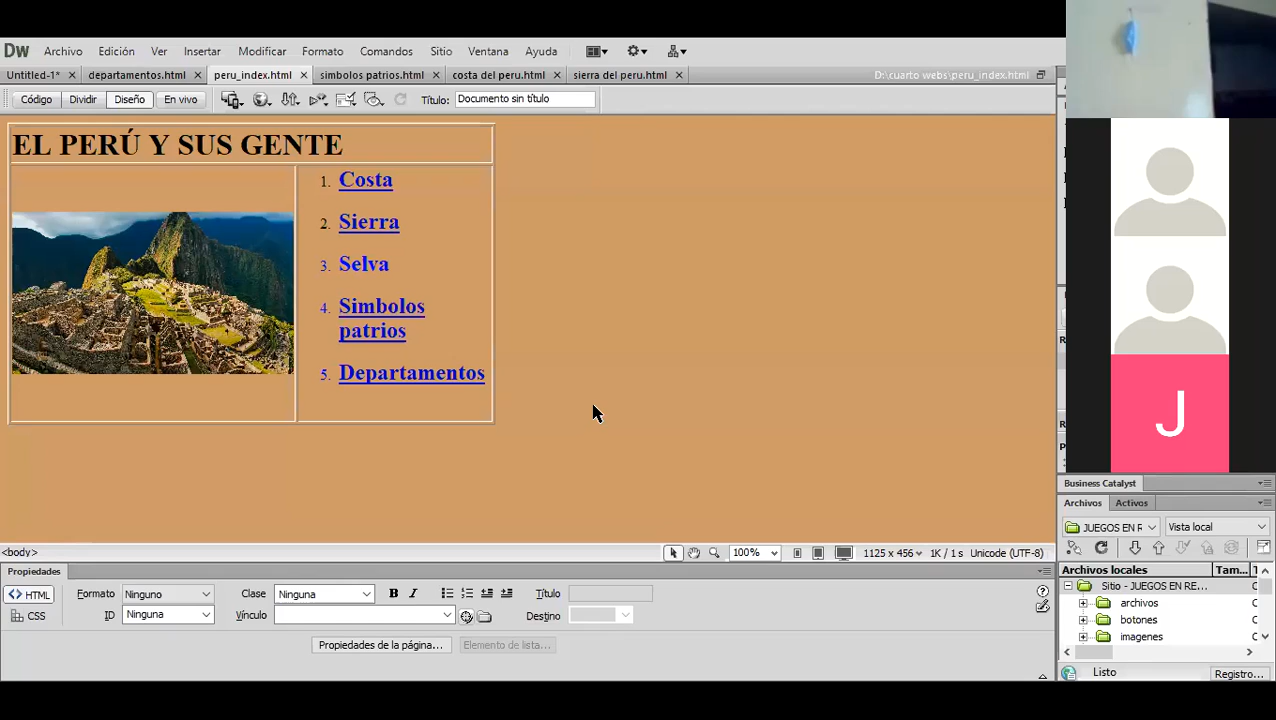 Dw Archivo Edición Ver Insertar Modificar Formato Comandos Sitio Ventana Ayuda
Untitled-1* × departamentos.html × peru_index.html × simbolos patrios.html × costa del peru.html × sierra del peru.html × D:\cuarto webs\peru_index.html
Código Dividir Diseño En vivo Título: Documento sin título
EL PERÚ Y SUS GENTE
1. Costa
2. Sierra
3. Selva
4. Simbolos
patrios
5. Departamentos
J
Business Catalyst
Archivos Activos
JUEGOS EN R Vista local
<body> 100% 1125 x 456 1K / 1 s Unicode (UTF-8)
Archivos locales Tam... T
Propiedades
Sitio - JUEGOS EN RE... C
<> HTML Formato Ninguno Clase Ninguna B I Título
archivos C
CSS ID Ninguna Vínculo Destino
botones C
imagenes C
Propiedades de la página... Elemento de lista...
Listo Registro...